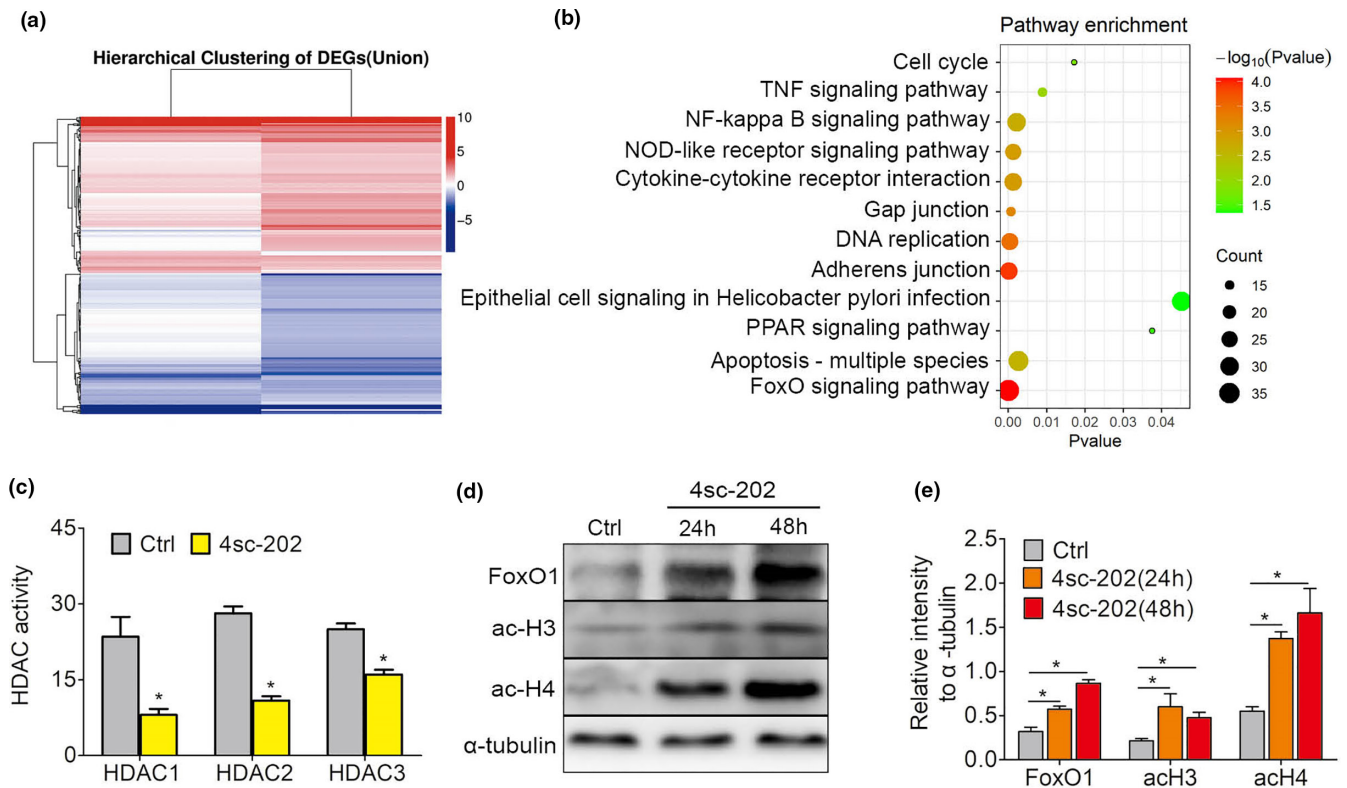 (a)
Hierarchical Clustering of DEGs(Union)
10
5
0
−5
(b)
Pathway enrichment
Cell cycle
TNF signaling pathway
NF-kappa B signaling pathway
NOD-like receptor signaling pathway
Cytokine-cytokine receptor interaction
Gap junction
DNA replication
Adherens junction
Epithelial cell signaling in Helicobacter pylori infection
PPAR signaling pathway
Apoptosis - multiple species
FoxO signaling pathway
0.00 0.01 0.02 0.03 0.04
Pvalue
−log10(Pvalue)
4.0
3.5
3.0
2.5
2.0
1.5
Count
15
20
25
30
35
(c)
HDAC activity
45
30
15
0
Ctrl 4sc-202
* * *
HDAC1 HDAC2 HDAC3
(d)
4sc-202
Ctrl 24h 48h
FoxO1
ac-H3
ac-H4
α-tubulin
(e)
Relative intensity
to α -tubulin
2.5
2.0
1.5
1.0
0.5
0.0
Ctrl
4sc-202(24h)
4sc-202(48h)
* * * * * *
FoxO1 acH3 acH4